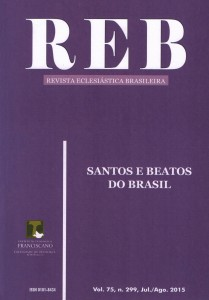 REB
REVISTA ECLESIÁSTICA BRASILEIRA
SANTOS E BEATOS
DO BRASIL
FRANCISCANO
Vol. 75, n. 299, Jul./Ago. 2015